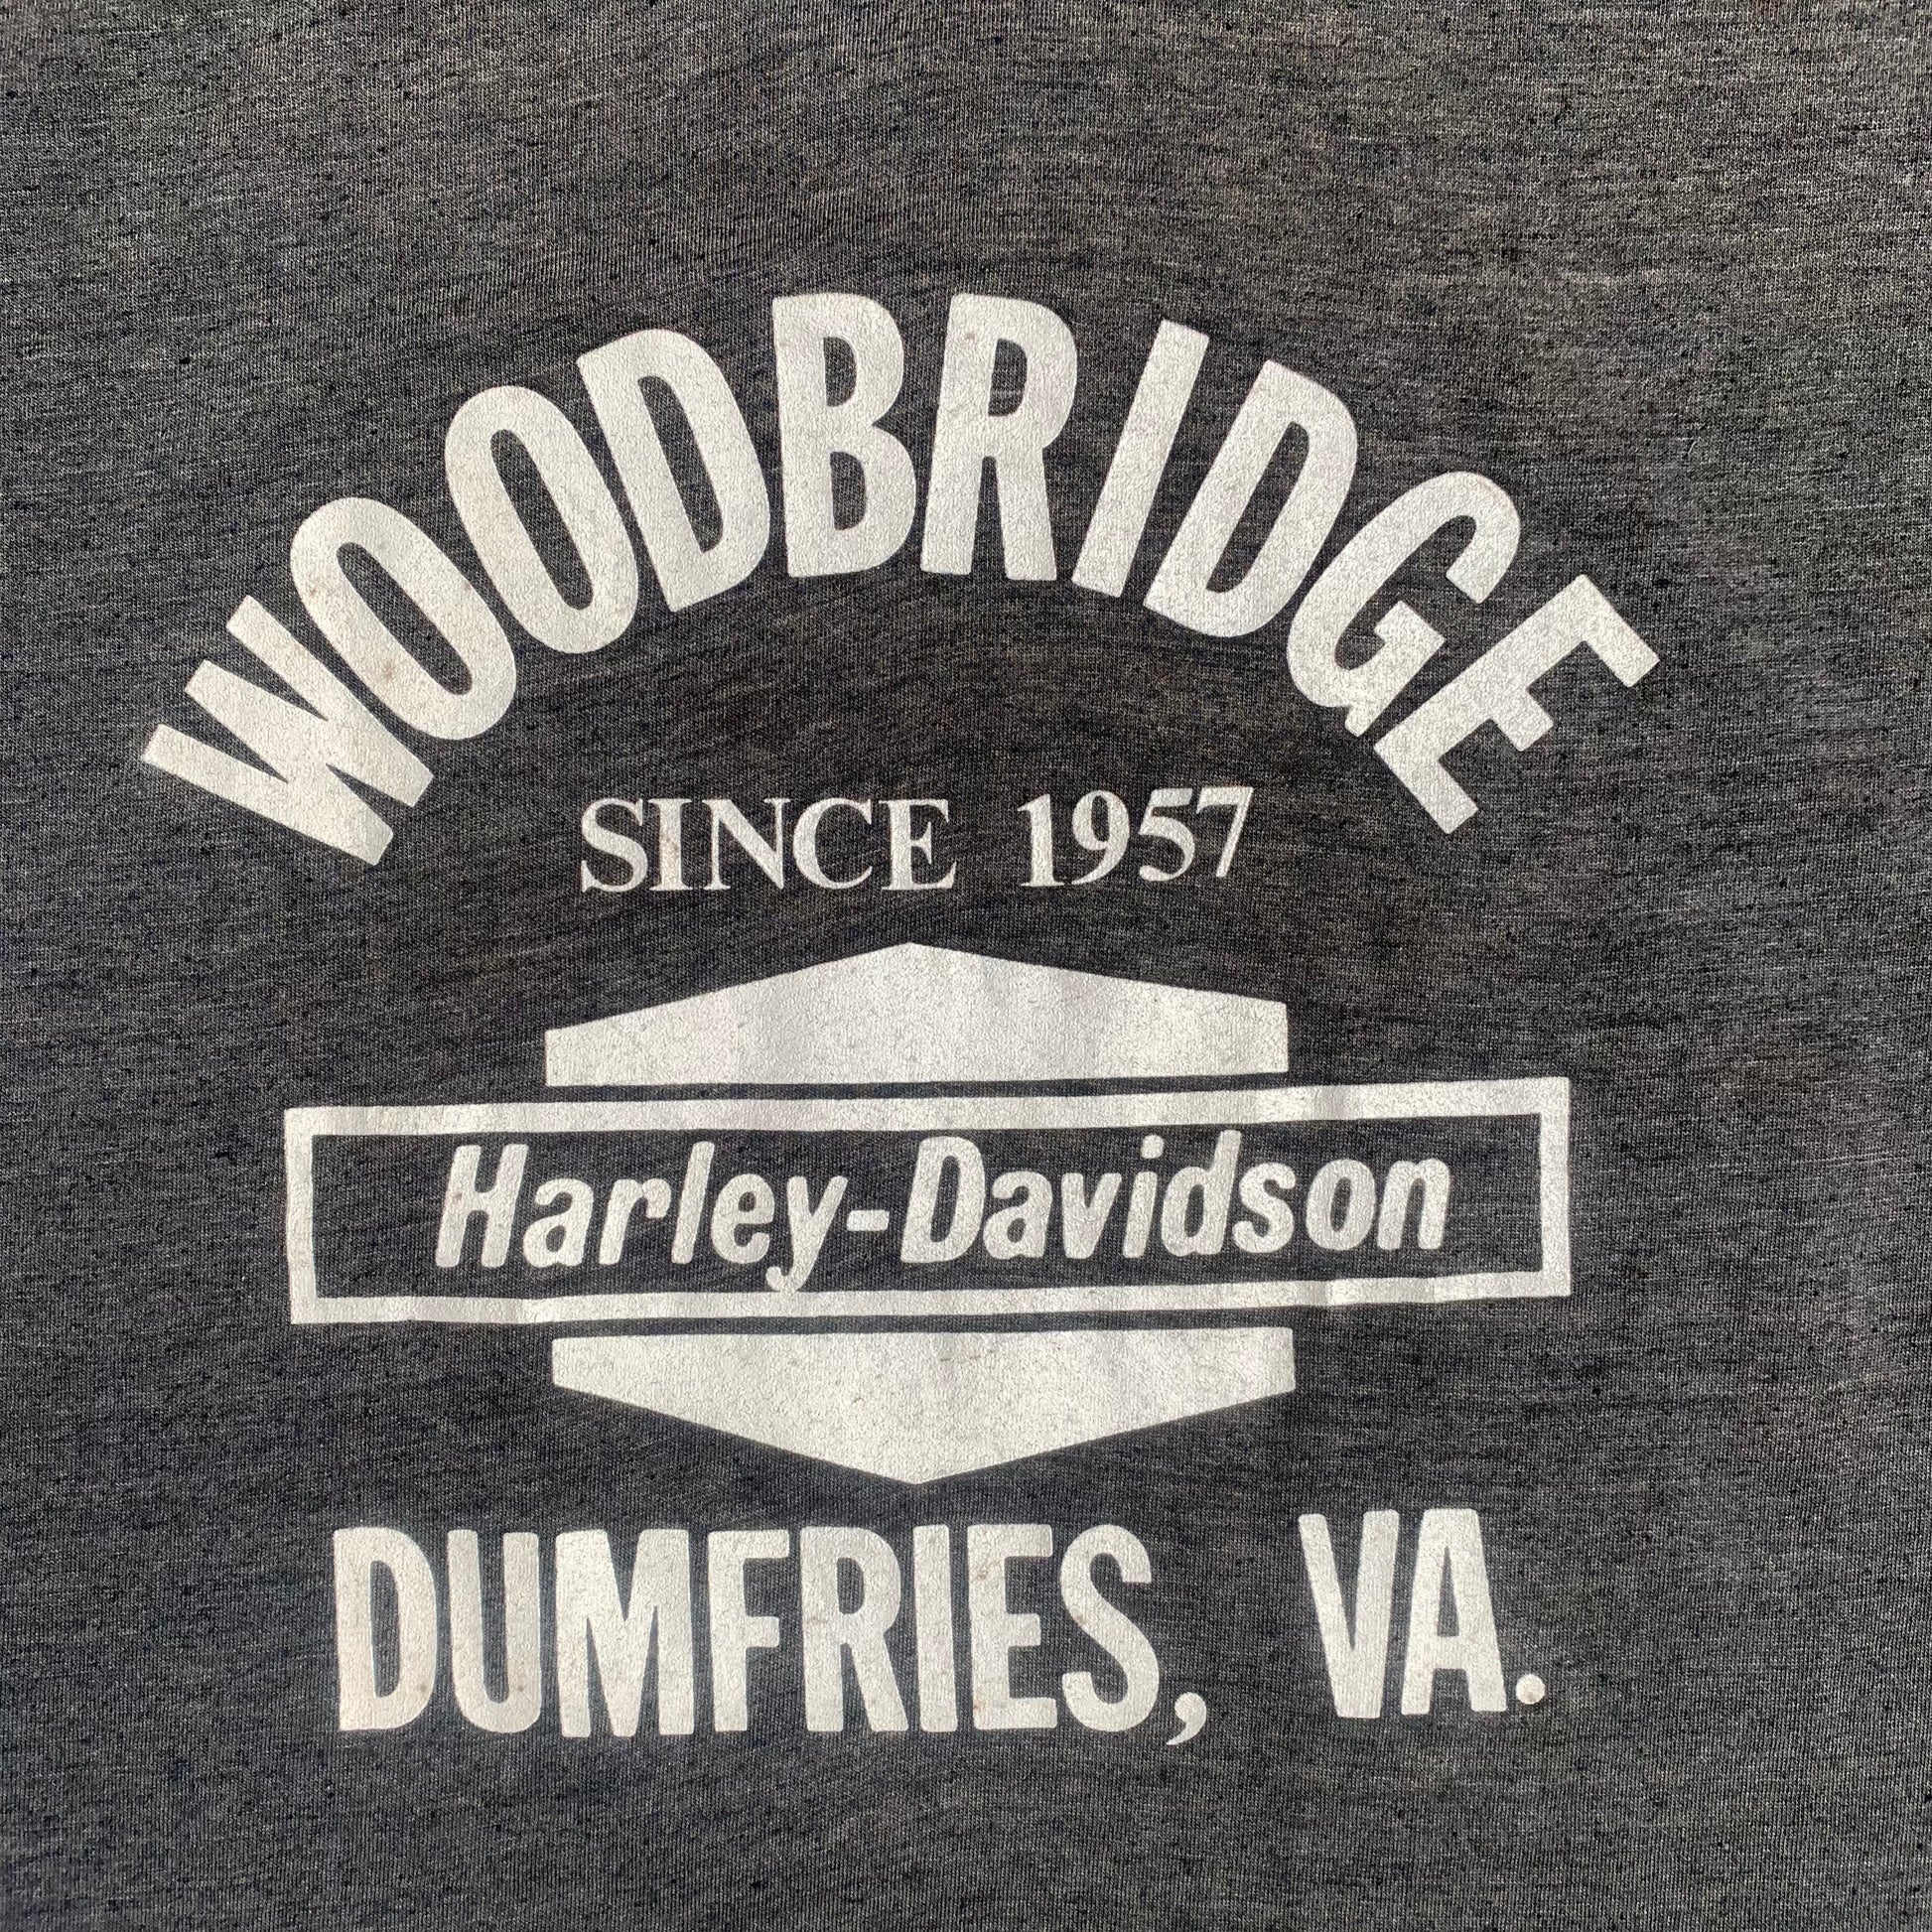 WOODBRIDGE
SINCE 1957
Harley-Davidson
DUMFRIES, VA.